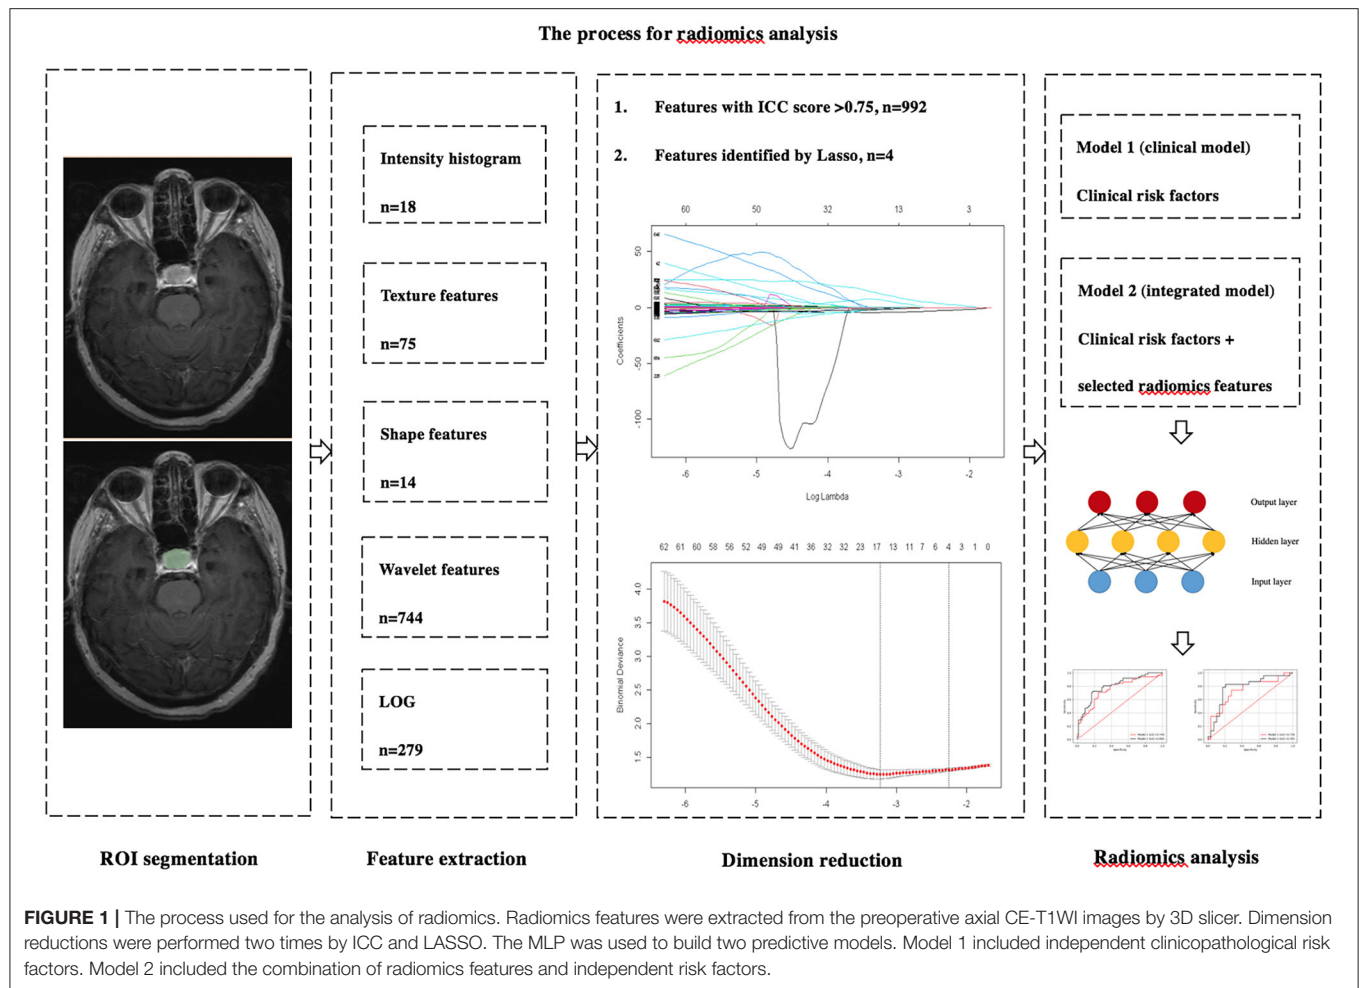 The process for radiomics analysis
Intensity histogram
n=18
Texture features
n=75
Shape features
n=14
Wavelet features
n=744
LOG
n=279
1. Features with ICC score >0.75, n=992
2. Features identified by Lasso, n=4
60 50 32 13 3
50
0
-50
-100
Coefficients
-6 -5 -4 -3 -2
Log Lambda
62 61 60 58 56 52 49 49 41 36 32 23 17 13 11 7 6 4 3 1 0
4.0
3.5
3.0
2.5
2.0
1.5
Binomial Deviance
-6 -5 -4 -3 -2
Model 1 (clinical model)
Clinical risk factors
Model 2 (integrated model)
Clinical risk factors +
selected radiomics features
Output layer
Hidden layer
Input layer
ROI segmentation
Feature extraction
Dimension reduction
Radiomics analysis
FIGURE 1 | The process used for the analysis of radiomics. Radiomics features were extracted from the preoperative axial CE-T1WI images by 3D slicer. Dimension
reductions were performed two times by ICC and LASSO. The MLP was used to build two predictive models. Model 1 included independent clinicopathological risk
factors. Model 2 included the combination of radiomics features and independent risk factors.